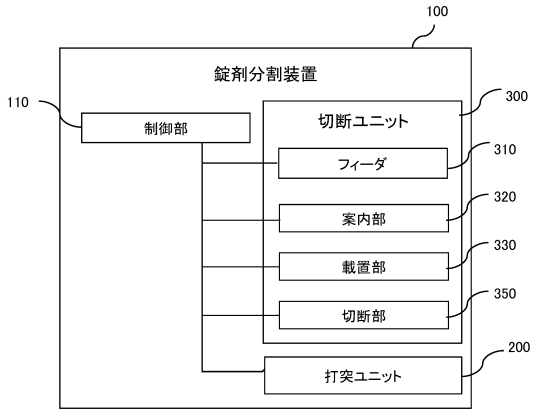 100
錠剤分割装置
300
110
制御部
切断ユニット
フィーダ
310
案内部
320
載置部
330
切断部
350
打突ユニット
200